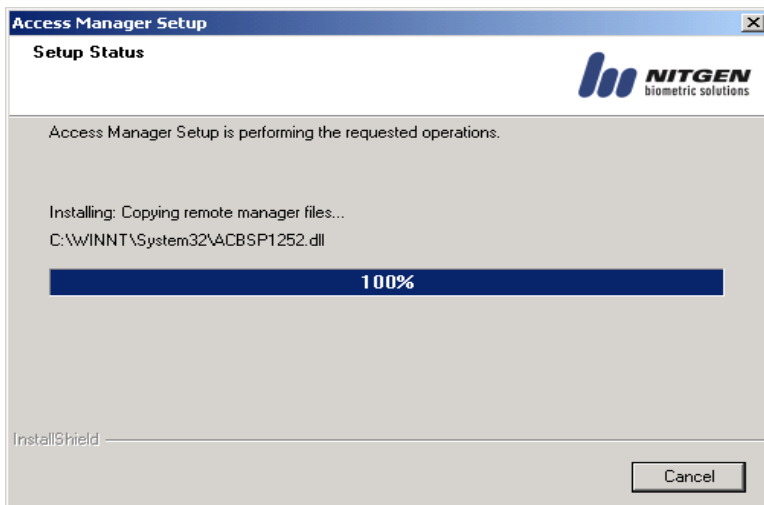 Access Manager Setup
Setup Status
NITGEN
biometric solutions
Access Manager Setup is performing the requested operations.
Installing: Copying remote manager files...
C:\WINNT\System32\ACBSP1252.dll
100%
InstallShield
Cancel